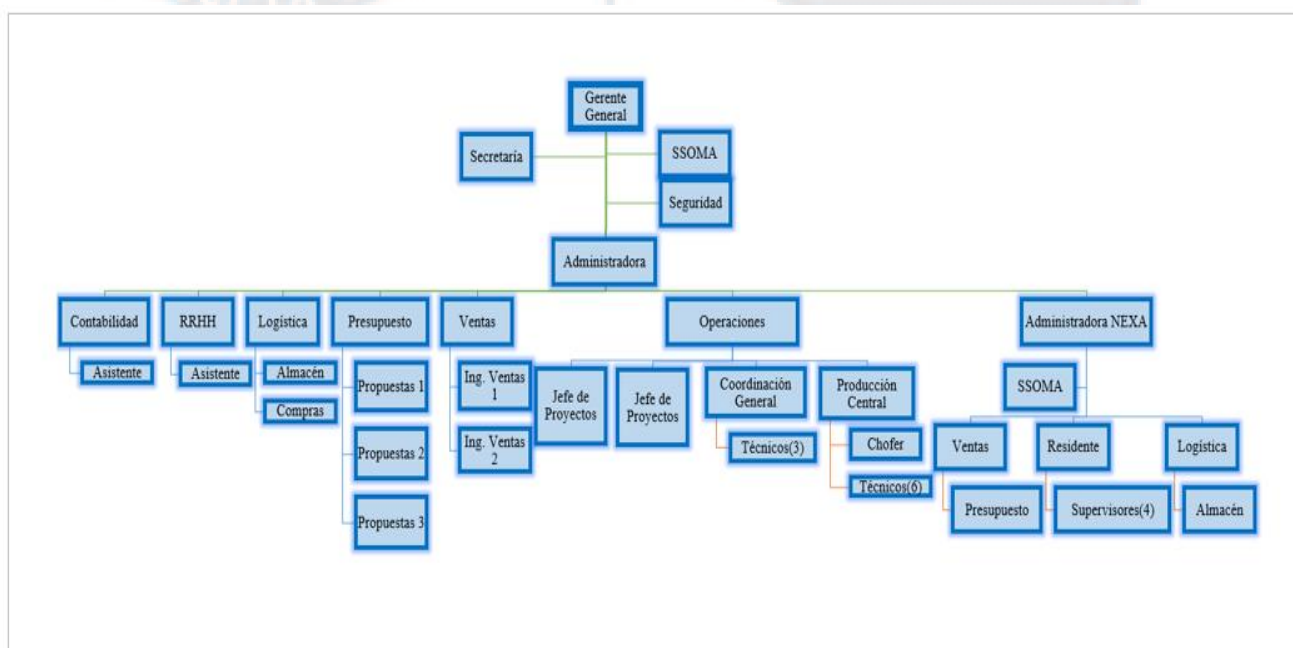 Gerente
General
Secretaría
SSOMA
Seguridad
Administradora
Contabilidad
RRHH
Logística
Presupuesto
Ventas
Operaciones
Administradora NEXA
Asistente
Asistente
Almacén
Compras
Propuestas 1
Propuestas 2
Propuestas 3
Ing. Ventas
1
Ing. Ventas
2
Jefe de
Proyectos
Jefe de
Proyectos
Coordinación
General
Técnicos(3)
Producción
Central
Chofer
Técnicos(6)
SSOMA
Ventas
Residente
Logística
Presupuesto
Supervisores(4)
Almacén